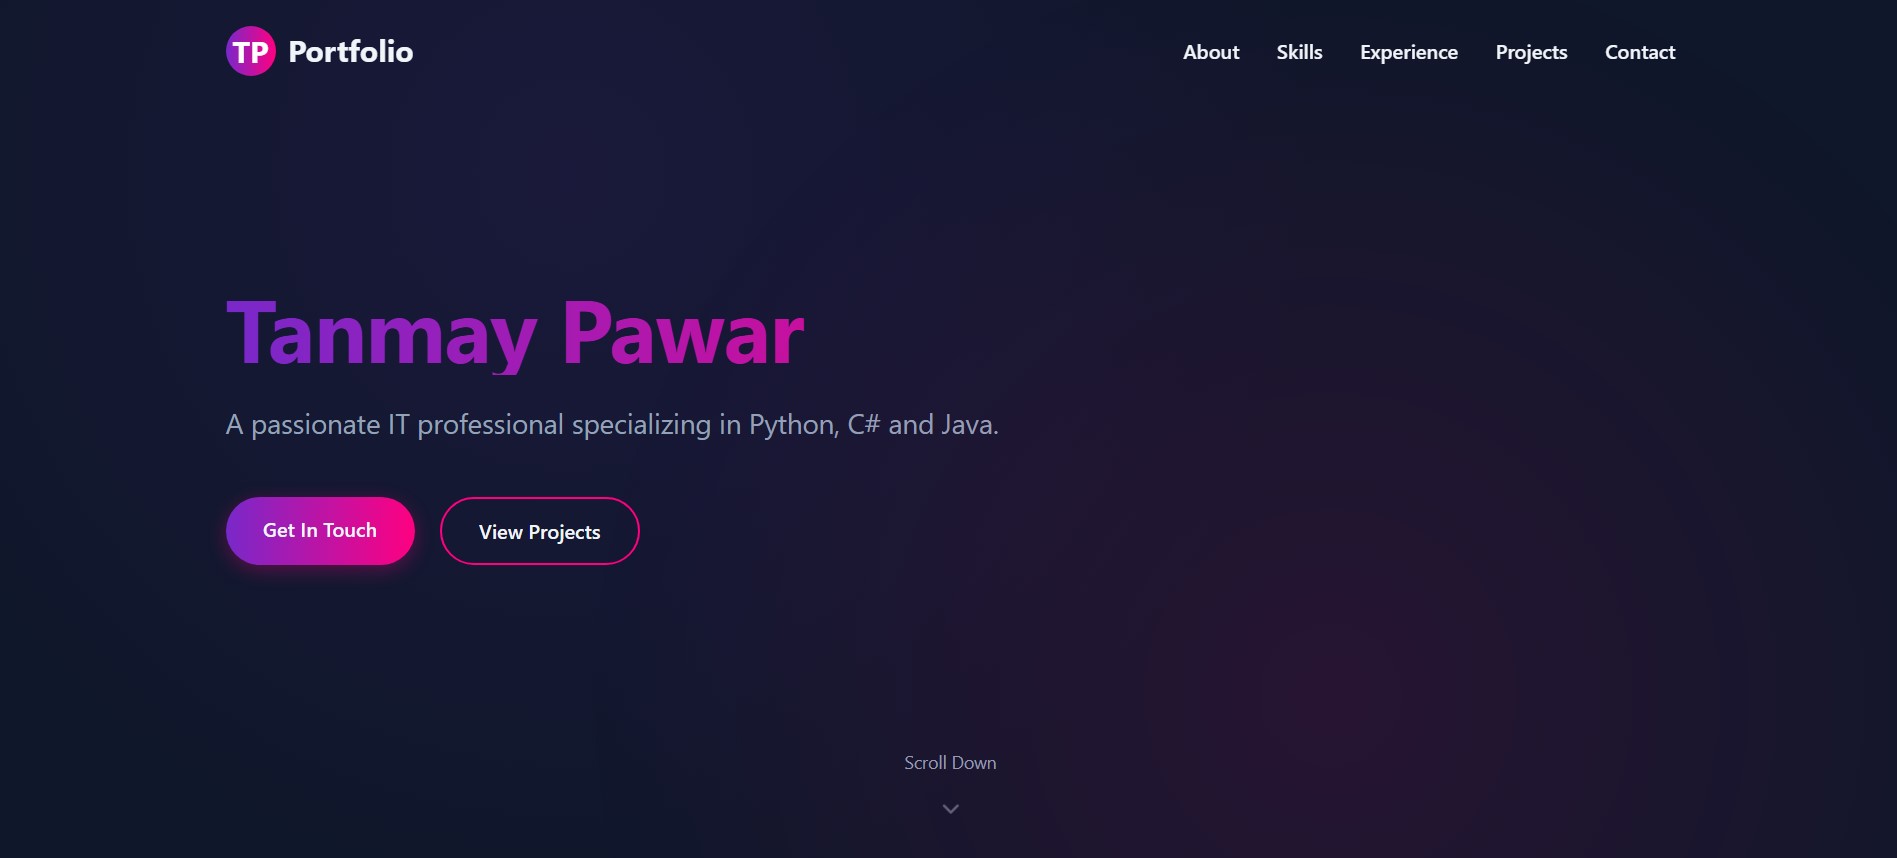 TP Portfolio
About Skills Experience Projects Contact
Tanmay Pawar
A passionate IT professional specializing in Python, C# and Java.
Get In Touch
View Projects
Scroll Down